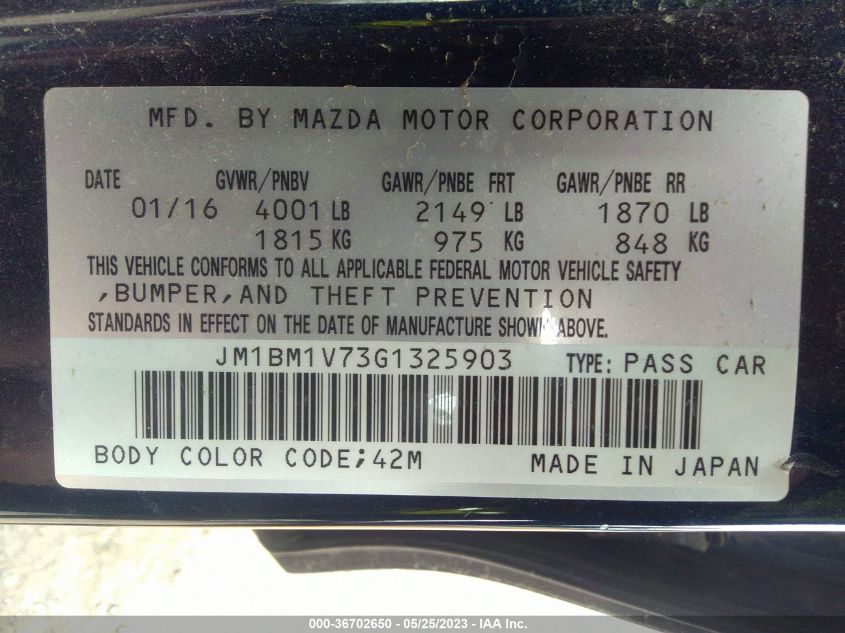 MFD. BY MAZDA MOTOR CORPORATION
DATE GVWR/PNBV GAWR/PNBE FRT GAWR/PNBE RR
01/16 4001 LB 2149 LB 1870 LB
1815 KG 975 KG 848 KG
THIS VEHICLE CONFORMS TO ALL APPLICABLE FEDERAL MOTOR VEHICLE SAFETY
,BUMPER,AND THEFT PREVENTION
STANDARDS IN EFFECT ON THE DATE OF MANUFACTURE SHOWN ABOVE.
JM1BM1V73G1325903 TYPE: PASS CAR
BODY COLOR CODE;42M MADE IN JAPAN
000-36702650 - 05/25/2023 - IAA Inc.